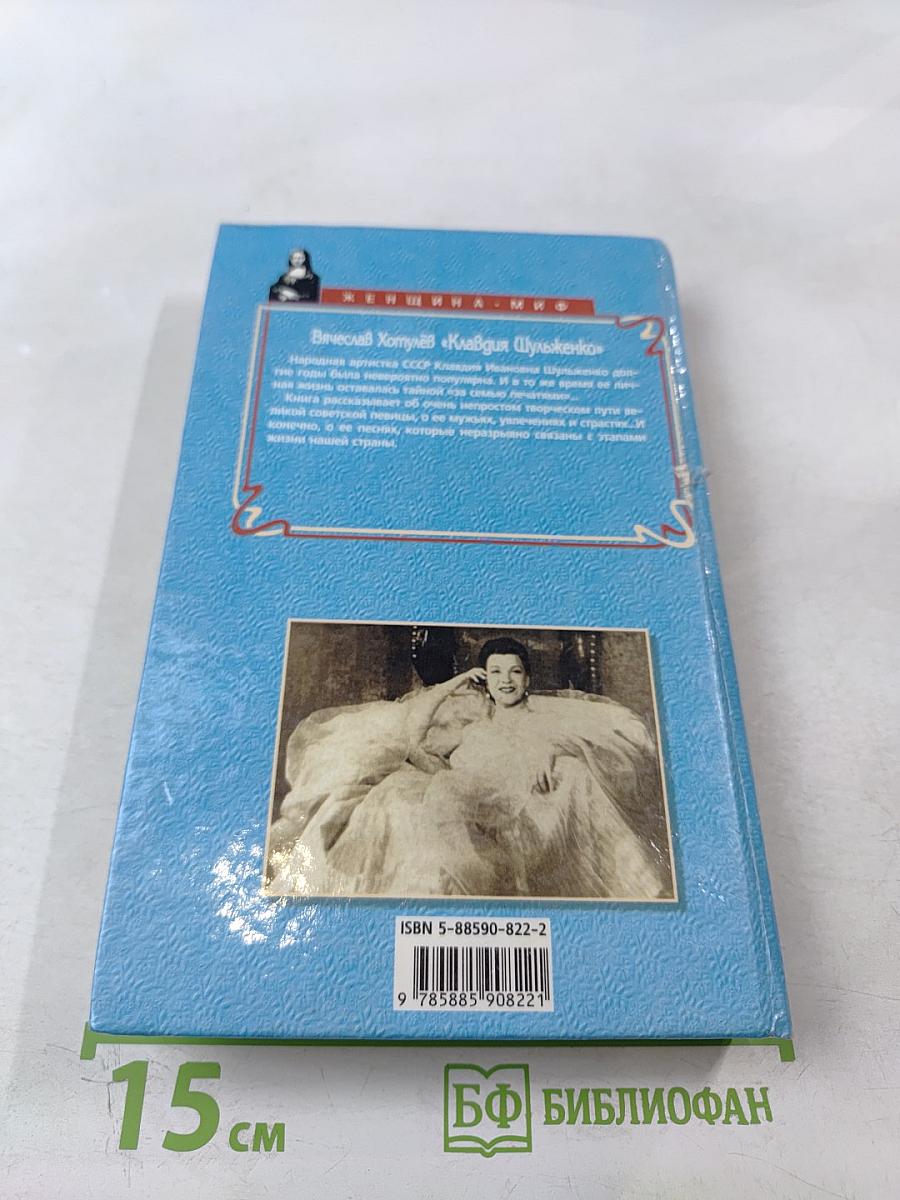 ЖЕНЩИНА-МИФ
Вячеслав Хотулёв «Клавдия Шульженко»
Народная артистка СССР Клавдия Ивановна Шульженко дол-
гие годы была невероятно популярна. И в то же время ее лич-
ная жизнь оставалась тайной «за семью печатями»...
Книга рассказывает об очень непростом творческом пути ве-
ликой советской певицы, о ее мужьях, увлечениях и страстях...И
конечно, о ее песнях, которые неразрывно связаны с этапами
жизни нашей страны.
ISBN 5-88590-822-2
9 785885 908221
15 см
БФ БИБЛИОФАН